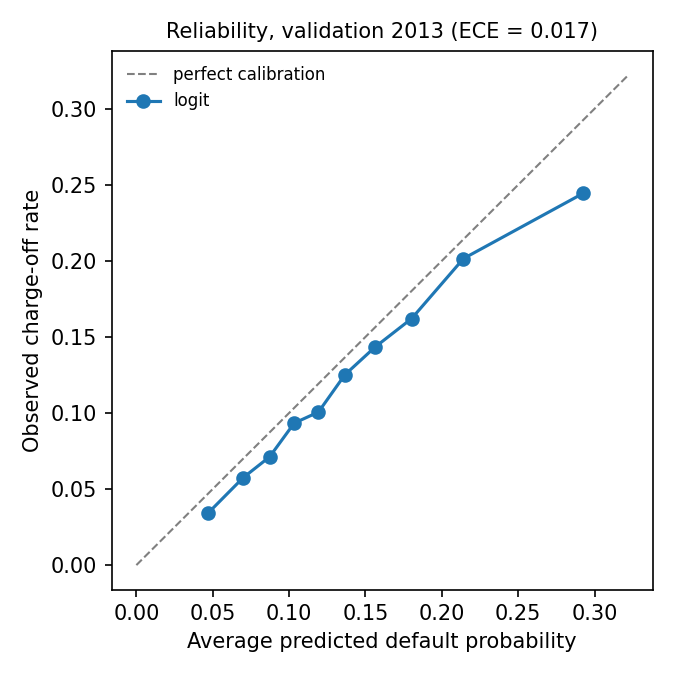 Reliability, validation 2013 (ECE = 0.017)
perfect calibration
logit
Observed charge-off rate
0.30
0.25
0.20
0.15
0.10
0.05
0.00
0.00 0.05 0.10 0.15 0.20 0.25 0.30
Average predicted default probability